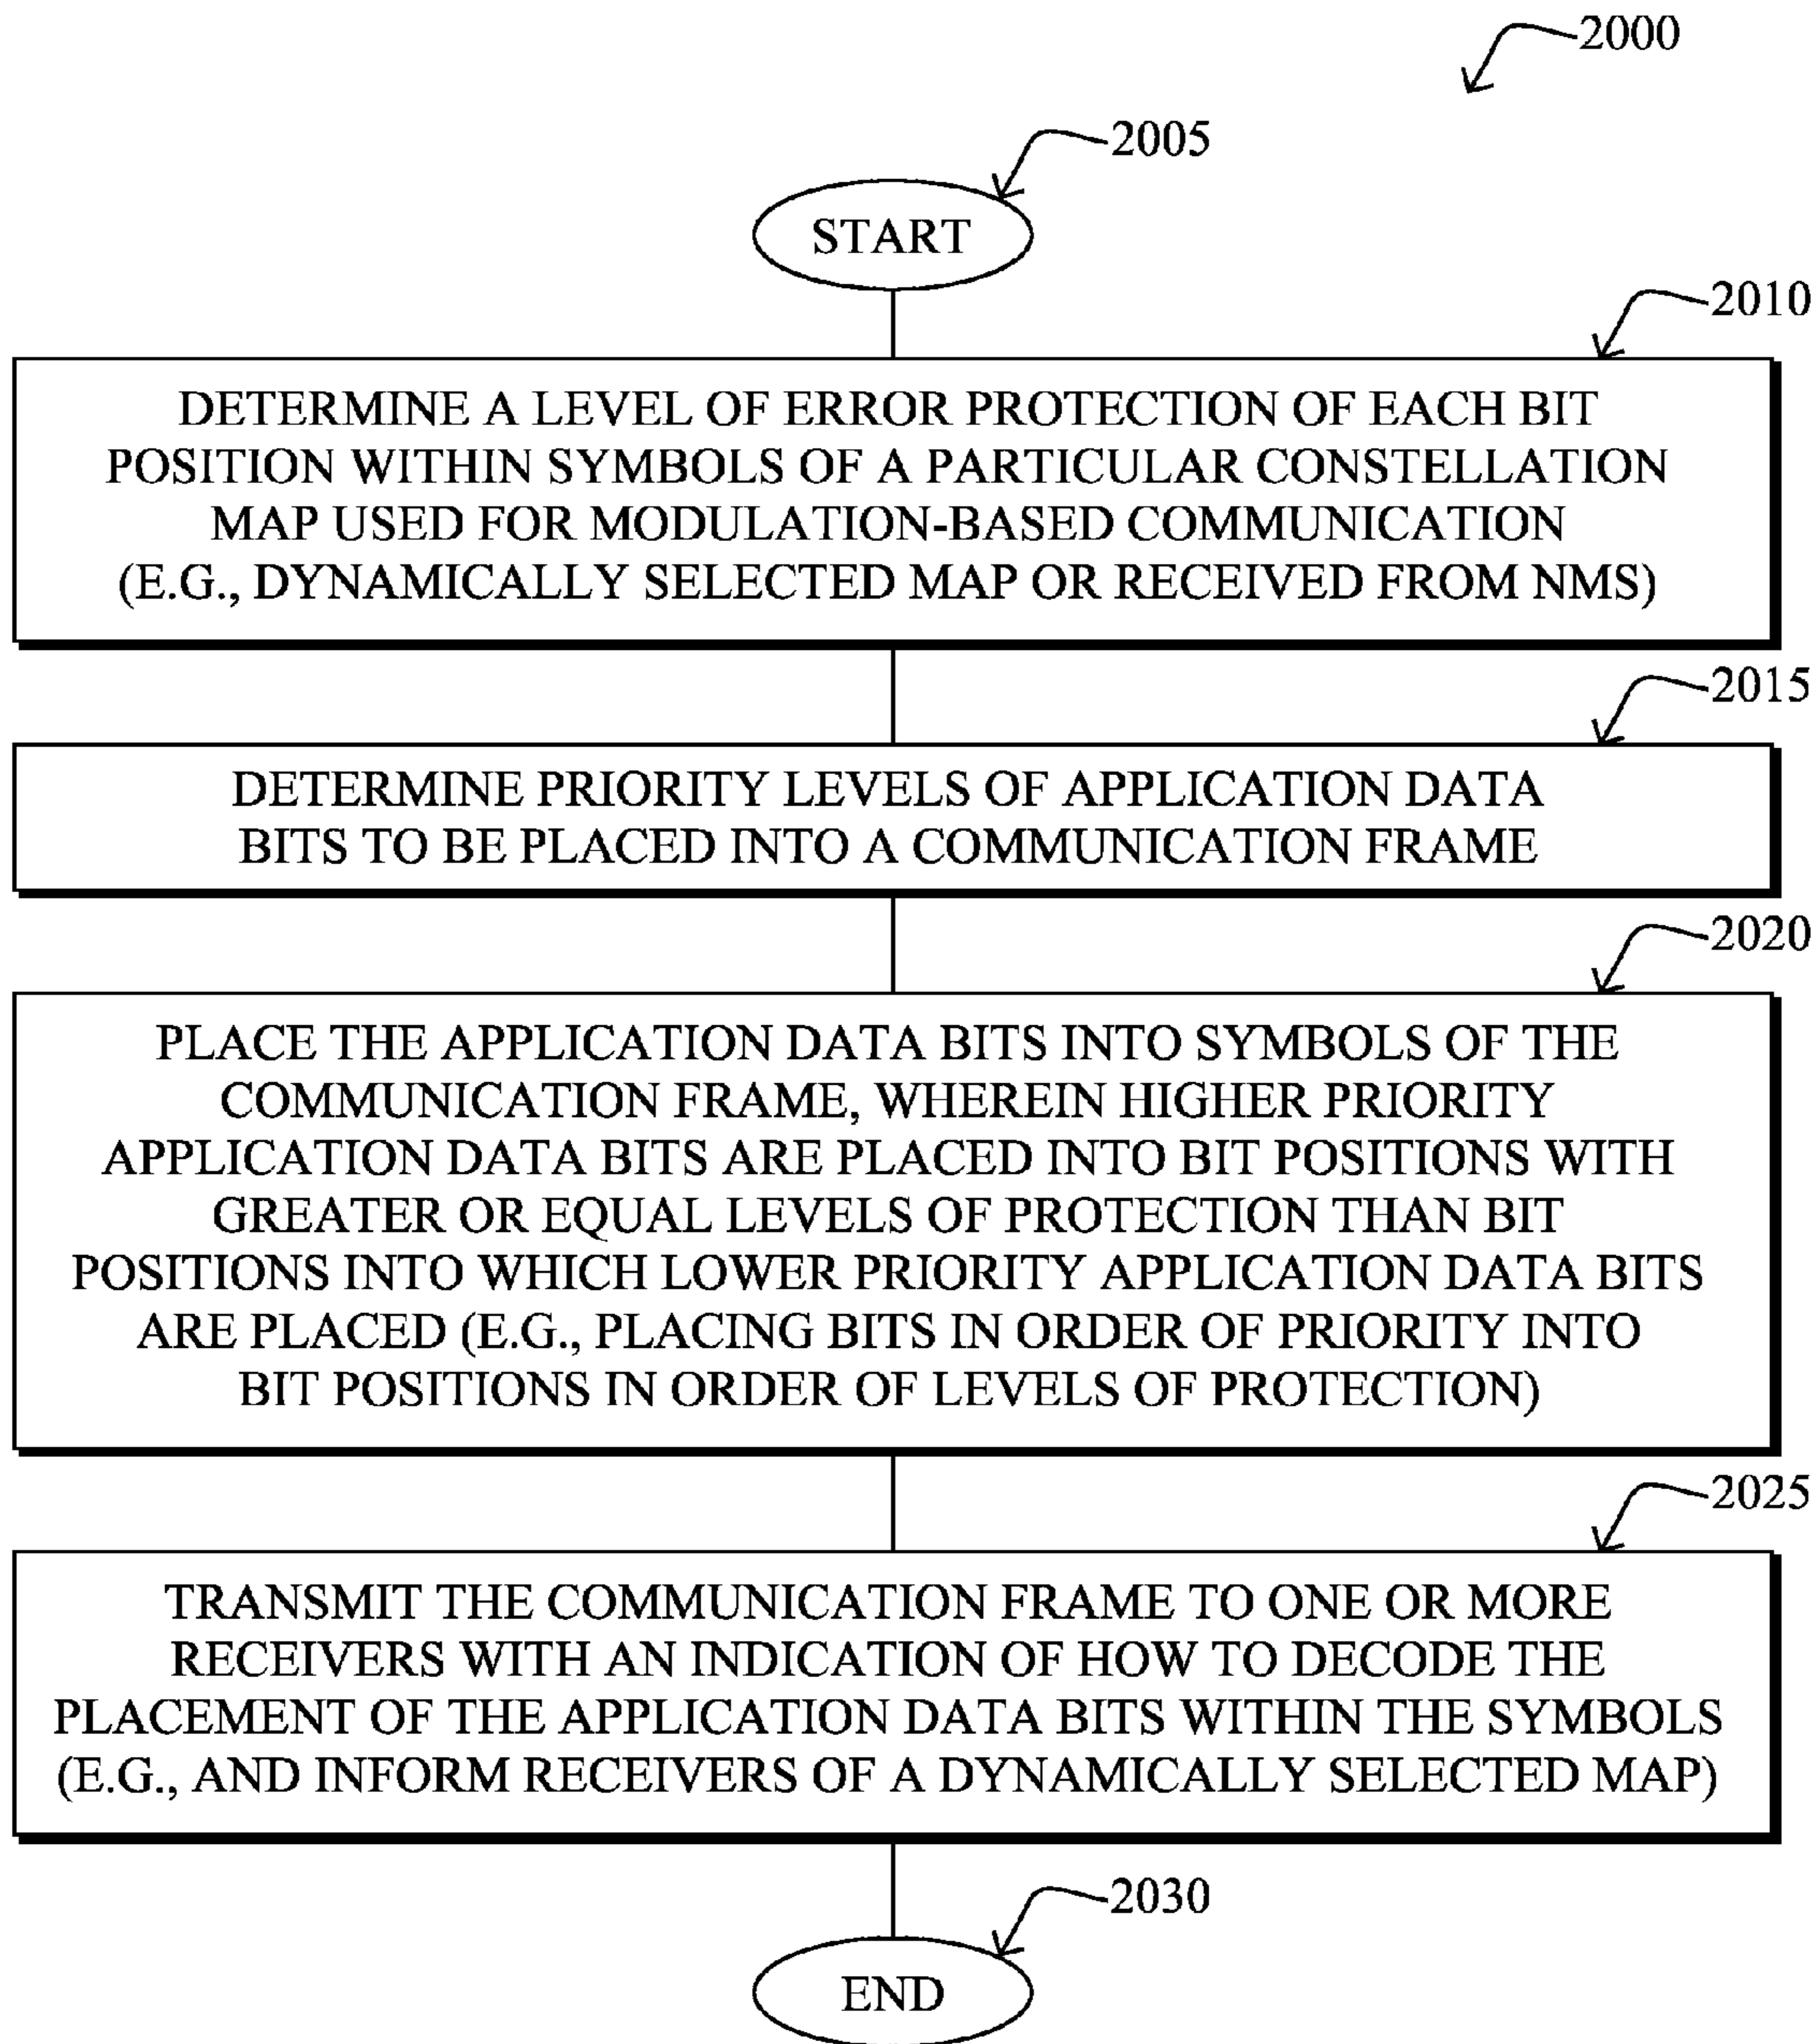 2000
2005
START
2010
DETERMINE A LEVEL OF ERROR PROTECTION OF EACH BIT
POSITION WITHIN SYMBOLS OF A PARTICULAR CONSTELLATION
MAP USED FOR MODULATION-BASED COMMUNICATION
(E.G., DYNAMICALLY SELECTED MAP OR RECEIVED FROM NMS)
2015
DETERMINE PRIORITY LEVELS OF APPLICATION DATA
BITS TO BE PLACED INTO A COMMUNICATION FRAME
2020
PLACE THE APPLICATION DATA BITS INTO SYMBOLS OF THE
COMMUNICATION FRAME, WHEREIN HIGHER PRIORITY
APPLICATION DATA BITS ARE PLACED INTO BIT POSITIONS WITH
GREATER OR EQUAL LEVELS OF PROTECTION THAN BIT
POSITIONS INTO WHICH LOWER PRIORITY APPLICATION DATA BITS
ARE PLACED (E.G., PLACING BITS IN ORDER OF PRIORITY INTO
BIT POSITIONS IN ORDER OF LEVELS OF PROTECTION)
2025
TRANSMIT THE COMMUNICATION FRAME TO ONE OR MORE
RECEIVERS WITH AN INDICATION OF HOW TO DECODE THE
PLACEMENT OF THE APPLICATION DATA BITS WITHIN THE SYMBOLS
(E.G., AND INFORM RECEIVERS OF A DYNAMICALLY SELECTED MAP)
2030
END